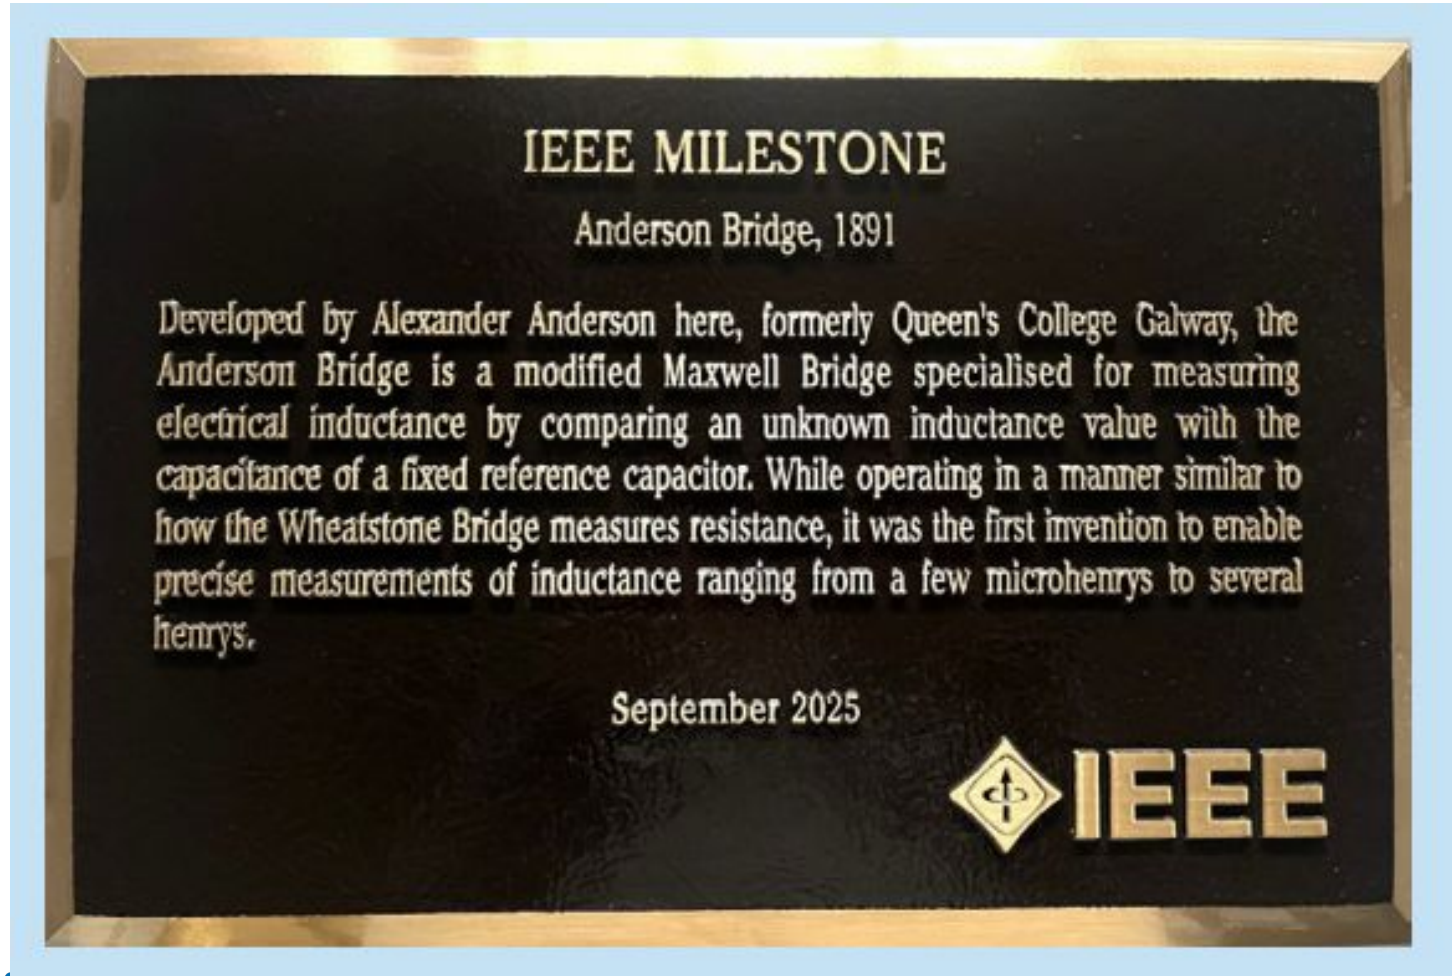 IEEE MILESTONE
Anderson Bridge, 1891
Developed by Alexander Anderson here, formerly Queen's College Galway, the
Anderson Bridge is a modified Maxwell Bridge specialised for measuring
electrical inductance by comparing an unknown inductance value with the
capacitance of a fixed reference capacitor. While operating in a manner similar to
how the Wheatstone Bridge measures resistance, it was the first invention to enable
precise measurements of inductance ranging from a few microhenrys to several
henrys.
September 2025
IEEE